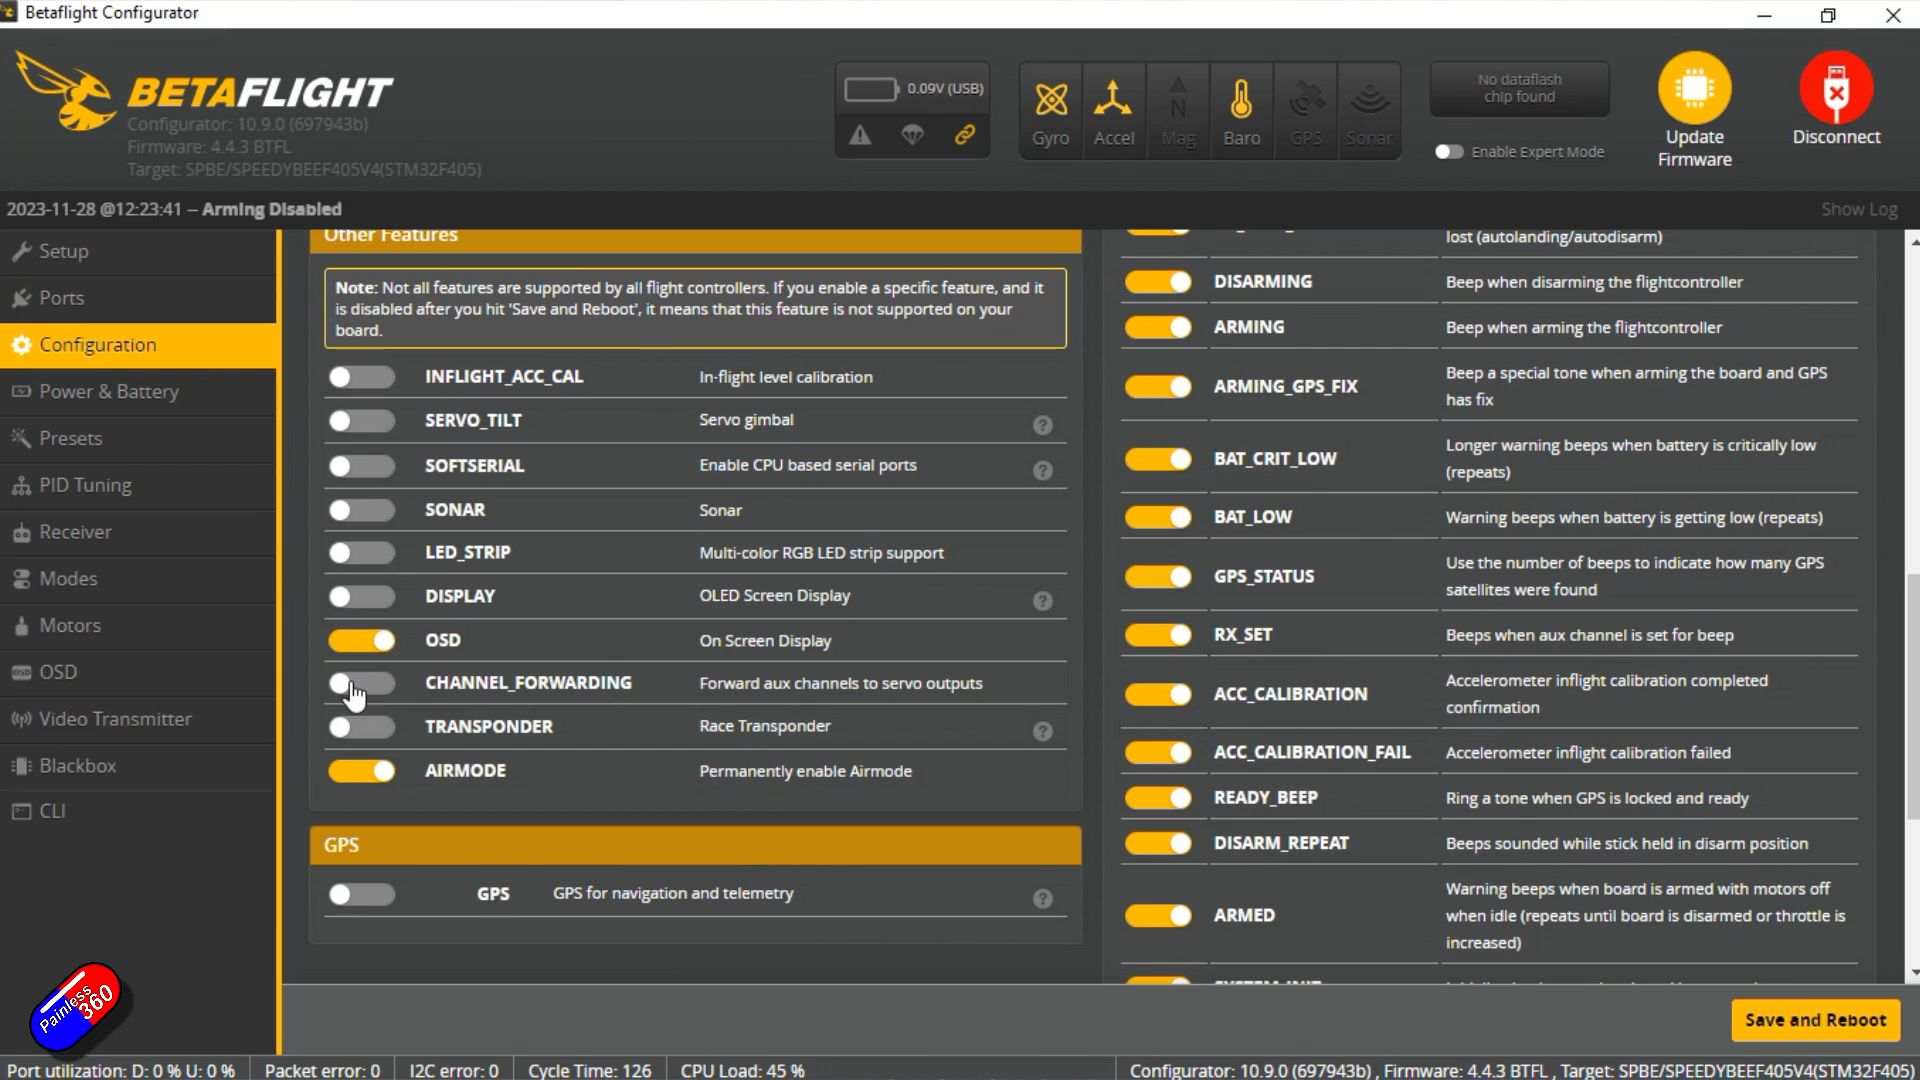 Betaflight Configurator
BETAFLIGHT
Configurator: 10.9.0 (697943b)
Firmware: 4.4.3 BTFL
Target: SPBE/SPEEDYBEEF405V4(STM32F405)
0.09V (USB)
Gyro
Accel
N
Mag
Baro
GPS
Sonar
No dataflash
chip found
Enable Expert Mode
Update
Firmware
Disconnect
2023-11-28 @12:23:41 -- Arming Disabled
Show Log
Setup
Ports
Configuration
Power & Battery
Presets
PID Tuning
Receiver
Modes
Motors
OSD
Video Transmitter
Blackbox
CLI
Other Features
Note: Not all features are supported by all flight controllers. If you enable a specific feature, and it
is disabled after you hit 'Save and Reboot', it means that this feature is not supported on your
board.
INFLIGHT_ACC_CAL In-flight level calibration
SERVO_TILT Servo gimbal ?
SOFTSERIAL Enable CPU based serial ports ?
SONAR Sonar
LED_STRIP Multi-color RGB LED strip support
DISPLAY OLED Screen Display ?
OSD On Screen Display
CHANNEL_FORWARDING Forward aux channels to servo outputs
TRANSPONDER Race Transponder ?
AIRMODE Permanently enable Airmode
GPS
GPS GPS for navigation and telemetry ?
lost (autolanding/autodisarm)
DISARMING Beep when disarming the flightcontroller
ARMING Beep when arming the flightcontroller
ARMING_GPS_FIX Beep a special tone when arming the board and GPS
has fix
BAT_CRIT_LOW Longer warning beeps when battery is critically low
(repeats)
BAT_LOW Warning beeps when battery is getting low (repeats)
GPS_STATUS Use the number of beeps to indicate how many GPS
satellites were found
RX_SET Beeps when aux channel is set for beep
ACC_CALIBRATION Accelerometer inflight calibration completed
confirmation
ACC_CALIBRATION_FAIL Accelerometer inflight calibration failed
READY_BEEP Ring a tone when GPS is locked and ready
DISARM_REPEAT Beeps sounded while stick held in disarm position
ARMED Warning beeps when board is armed with motors off
when idle (repeats until board is disarmed or throttle is
increased)
Save and Reboot
Painless
360
Port utilization: D: 0 % U: 0 % Packet error: 0 I2C error: 0 Cycle Time: 126 CPU Load: 45 % Configurator: 10.9.0 (697943b) , Firmware: 4.4.3 BTFL , Target: SPBE/SPEEDYBEEF405V4(STM32F405)